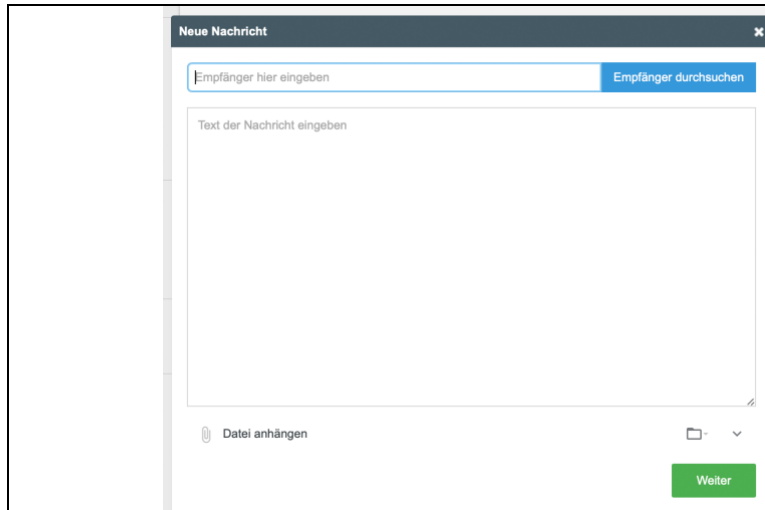 Neue Nachricht
Empfänger hier eingeben
Empfänger durchsuchen
Text der Nachricht eingeben
Datei anhängen
Weiter